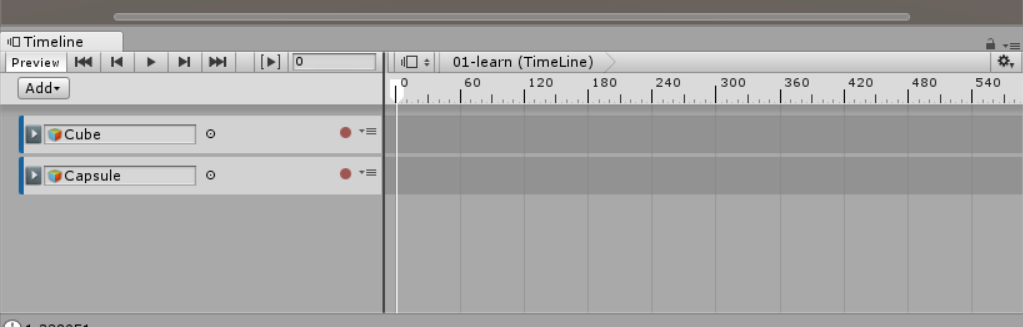 Timeline
Preview 0 01-learn (TimeLine)
Add
0 60 120 180 240 300 360 420 480 540
Cube
Capsule